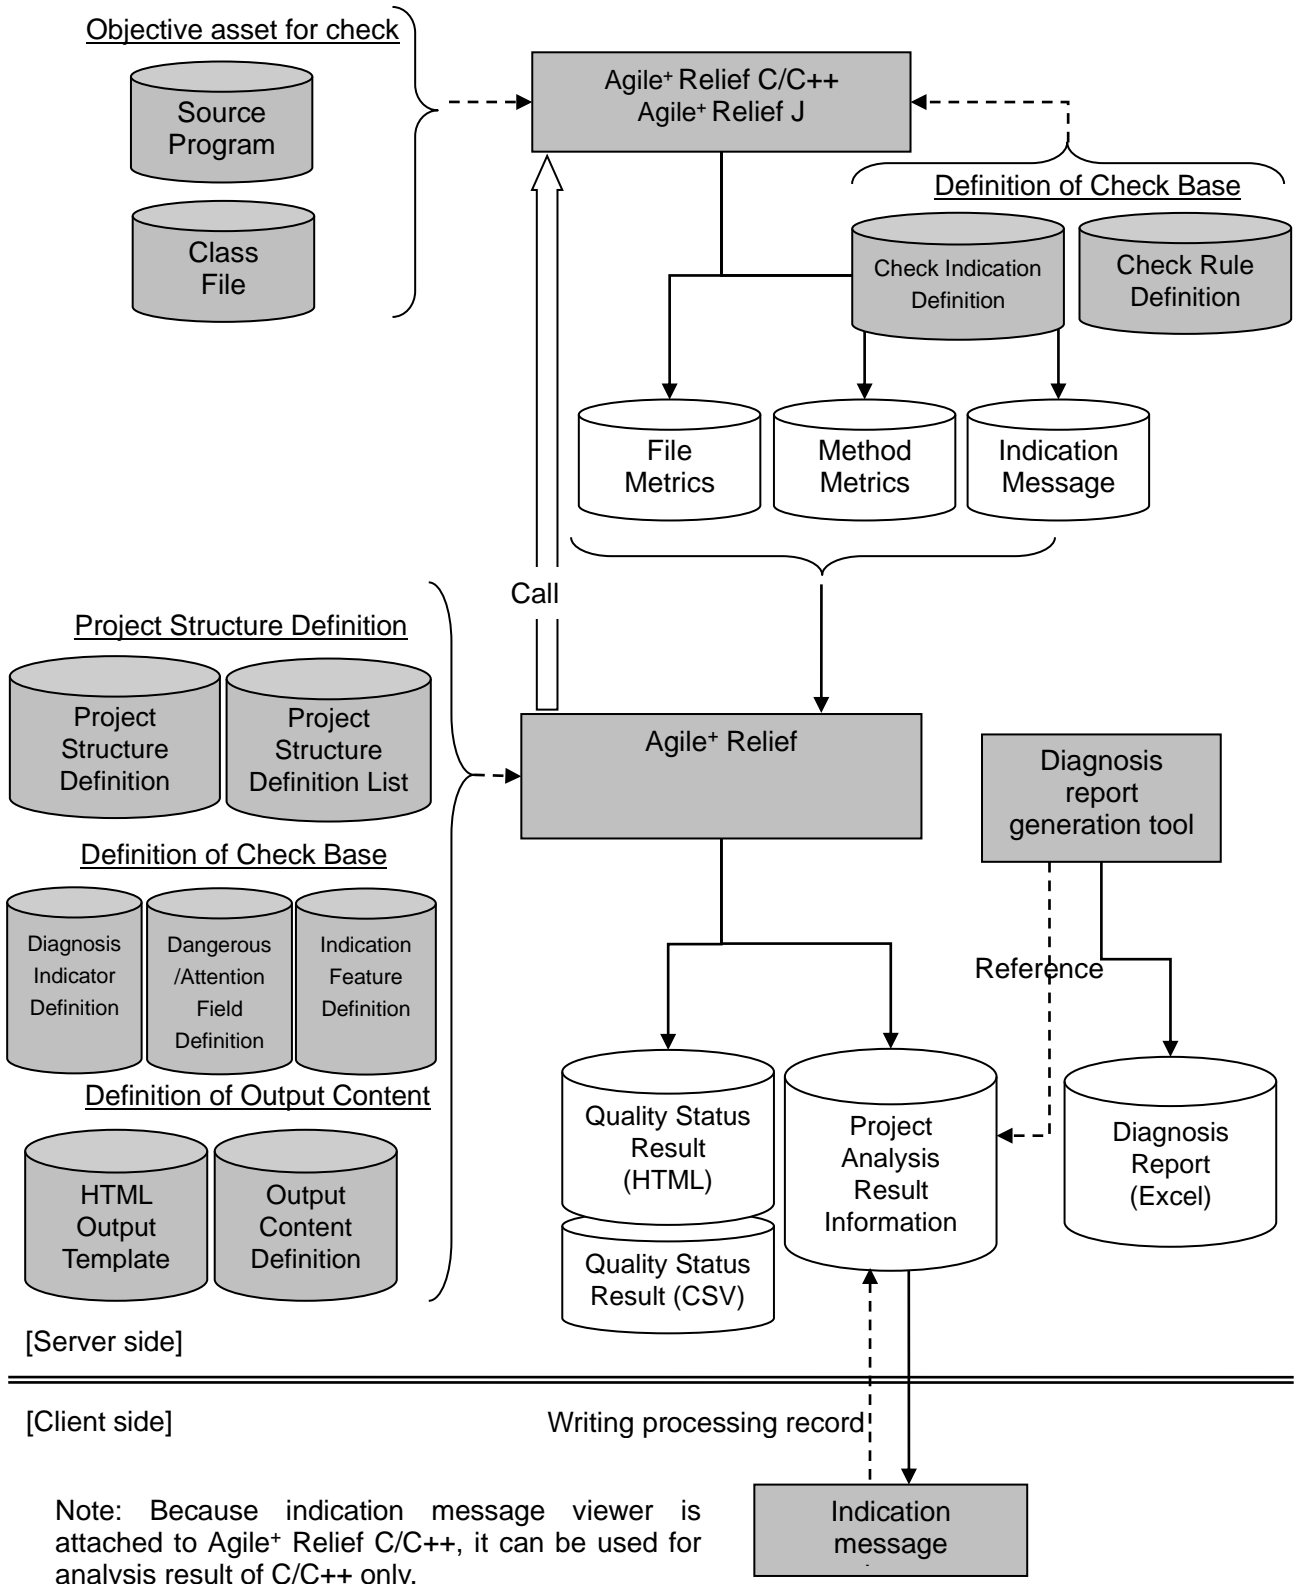 Objective asset for check
Source
Program
Class
File
Agile+ Relief C/C++
Agile+ Relief J
Definition of Check Base
Check Indication
Definition
Check Rule
Definition
File
Metrics
Method
Metrics
Indication
Message
Call
Project Structure Definition
Project
Structure
Definition
Project
Structure
Definition List
Agile+ Relief
Diagnosis
report
generation tool
Definition of Check Base
Diagnosis
Indicator
Definition
Dangerous
/Attention
Field
Definition
Indication
Feature
Definition
Reference
Definition of Output Content
HTML
Output
Template
Output
Content
Definition
Quality Status
Result
(HTML)
Quality Status
Result (CSV)
Project
Analysis
Result
Information
Diagnosis
Report
(Excel)
[Server side]
[Client side]
Writing processing record
Note: Because indication message viewer is
attached to Agile+ Relief C/C++, it can be used for
analysis result of C/C++ only.
Indication
message